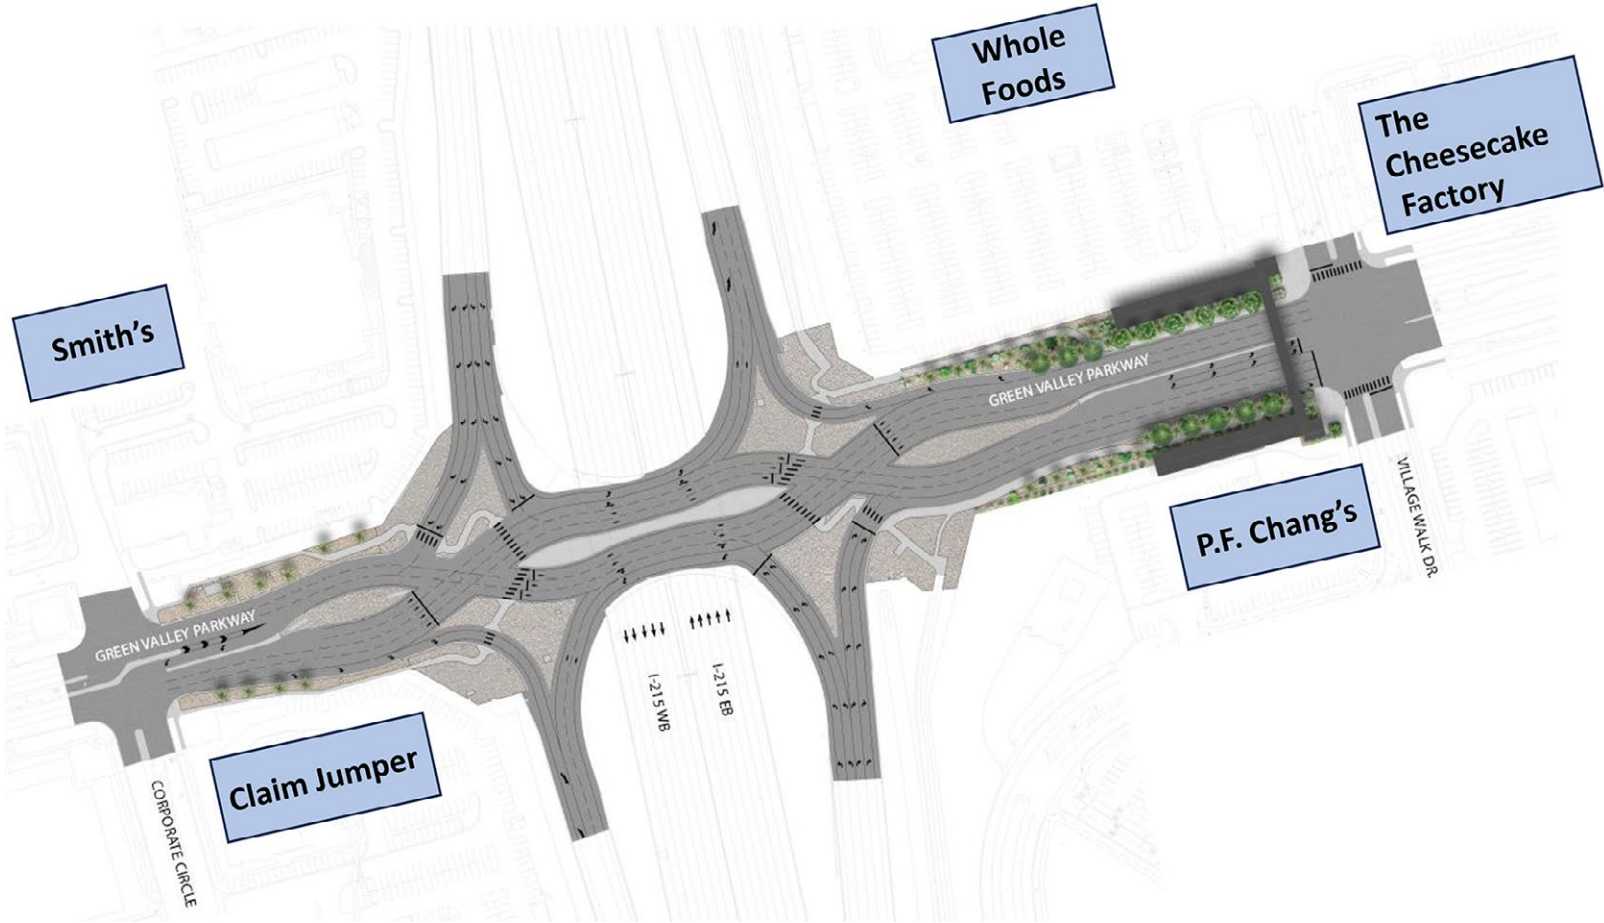 Whole
Foods
The
Cheesecake
Factory
Smith's
GREEN VALLEY PARKWAY
P.F. Chang's
VILLAGE WALK DR.
GREEN VALLEY PARKWAY
I-215 WB
I-215 EB
Claim Jumper
CORPORATE CIRCLE